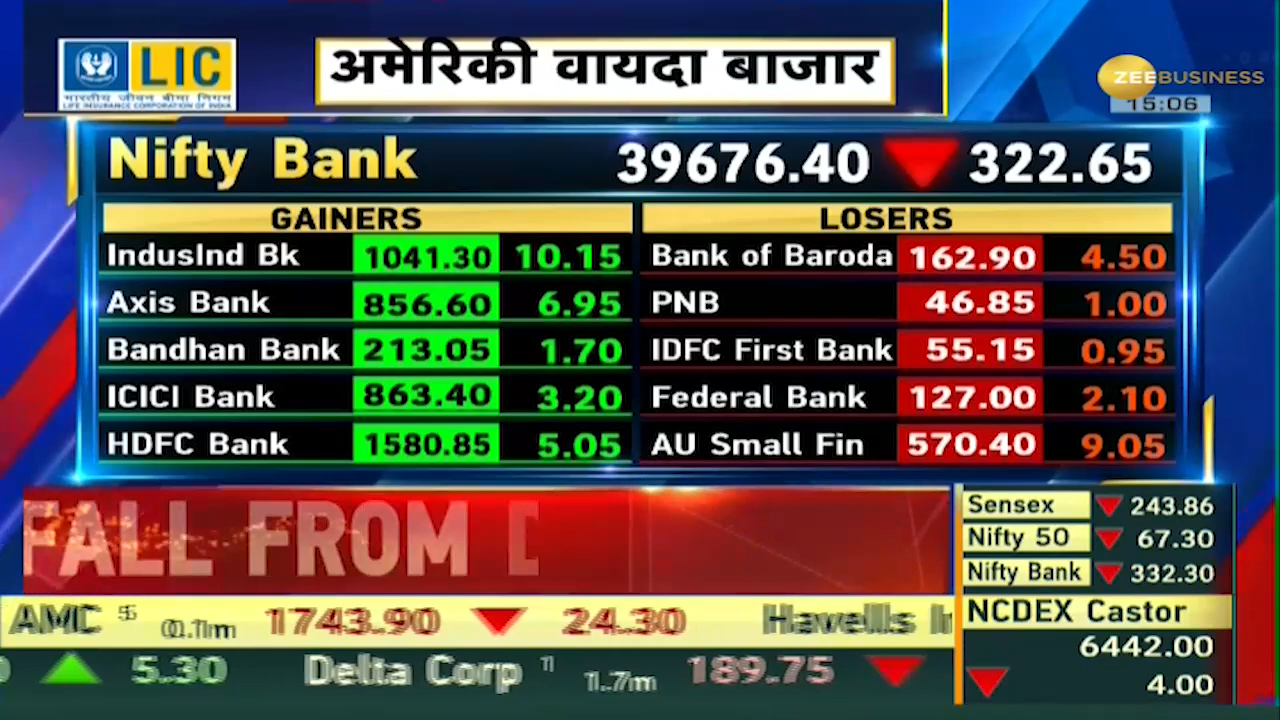 LIC
भारतीय जीवन बीमा निगम
LIFE INSURANCE CORPORATION OF INDIA
अमेरिकी वायदा बाजार
ZEEBUSINESS
15:06
Nifty Bank 39676.40 322.65
GAINERS
IndusInd Bk 1041.30 10.15
Axis Bank 856.60 6.95
Bandhan Bank 213.05 1.70
ICICI Bank 863.40 3.20
HDFC Bank 1580.85 5.05
LOSERS
Bank of Baroda 162.90 4.50
PNB 46.85 1.00
IDFC First Bank 55.15 0.95
Federal Bank 127.00 2.10
AU Small Fin 570.40 9.05
FALL FROM
Sensex 243.86
Nifty 50 67.30
Nifty Bank 332.30
NCDEX Castor
6442.00
4.00
AMC 1743.90 24.30 Havells
5.30 Delta Corp 1.7m 189.75